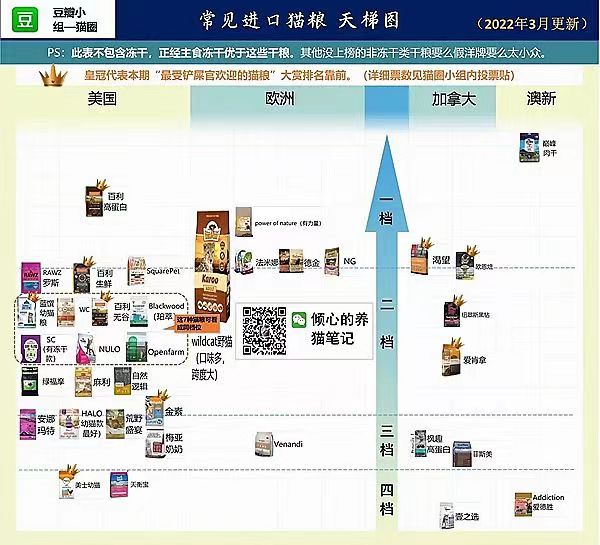 豆
豆瓣小
组—猫圈
常见进口猫粮 天梯图
（2022年3月更新）
PS：此表不包含冻干，正经主食冻干优于这些干粮。其他没上榜的非冻干类干粮要么假洋牌要么太小众。
皇冠代表本期“最受铲屎官欢迎的猫粮”大赏排名靠前。（详细票数见猫圈小组内投票贴）
美国
欧洲
加拿大
澳新
巅峰
肉干
一档
百利
高蛋白
power of nature（有力量）
Karoo
RAWZ
罗斯
百利
生鲜
SquarePet
法米娜
德金
NG
渴望
欧恩焙
蓝馔
幼猫粮
WC
百利
无谷
Blackwood
(珀萃)
这7种猫粮可看
成同档位
SC
(有冻干
款)
NULO
Openfarm
wildcat野猫
（口味多，
跨度大）
倾心的养
猫笔记
二档
纽翠斯黑钻
爱肯拿
绿福摩
麻利
自然
逻辑
安娜
玛特
HALO
幼猫款
最好)
荒野
盛宴
金素
梅亚
奶奶
Venandi
三档
枫趣
高蛋白
菲斯美
美士幼猫
天衡宝
四档
壹之选
Addiction
爱德胜